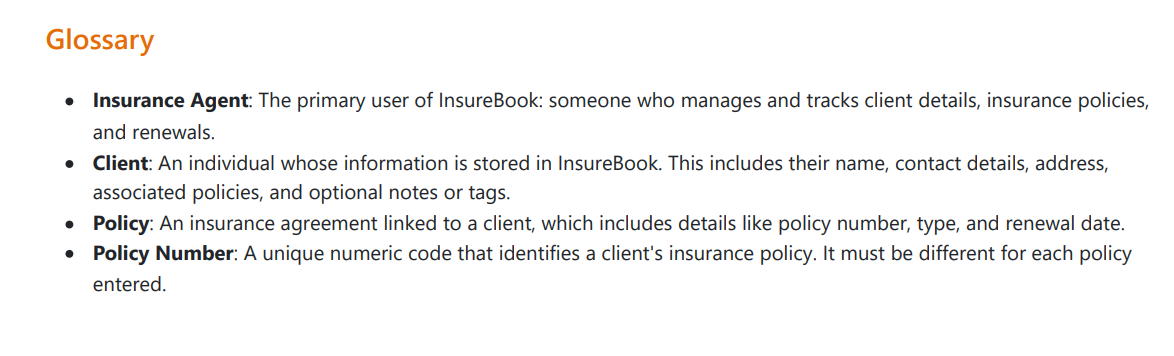 Glossary
• Insurance Agent: The primary user of InsureBook: someone who manages and tracks client details, insurance policies,
and renewals.
• Client: An individual whose information is stored in InsureBook. This includes their name, contact details, address,
associated policies, and optional notes or tags.
• Policy: An insurance agreement linked to a client, which includes details like policy number, type, and renewal date.
• Policy Number: A unique numeric code that identifies a client's insurance policy. It must be different for each policy
entered.